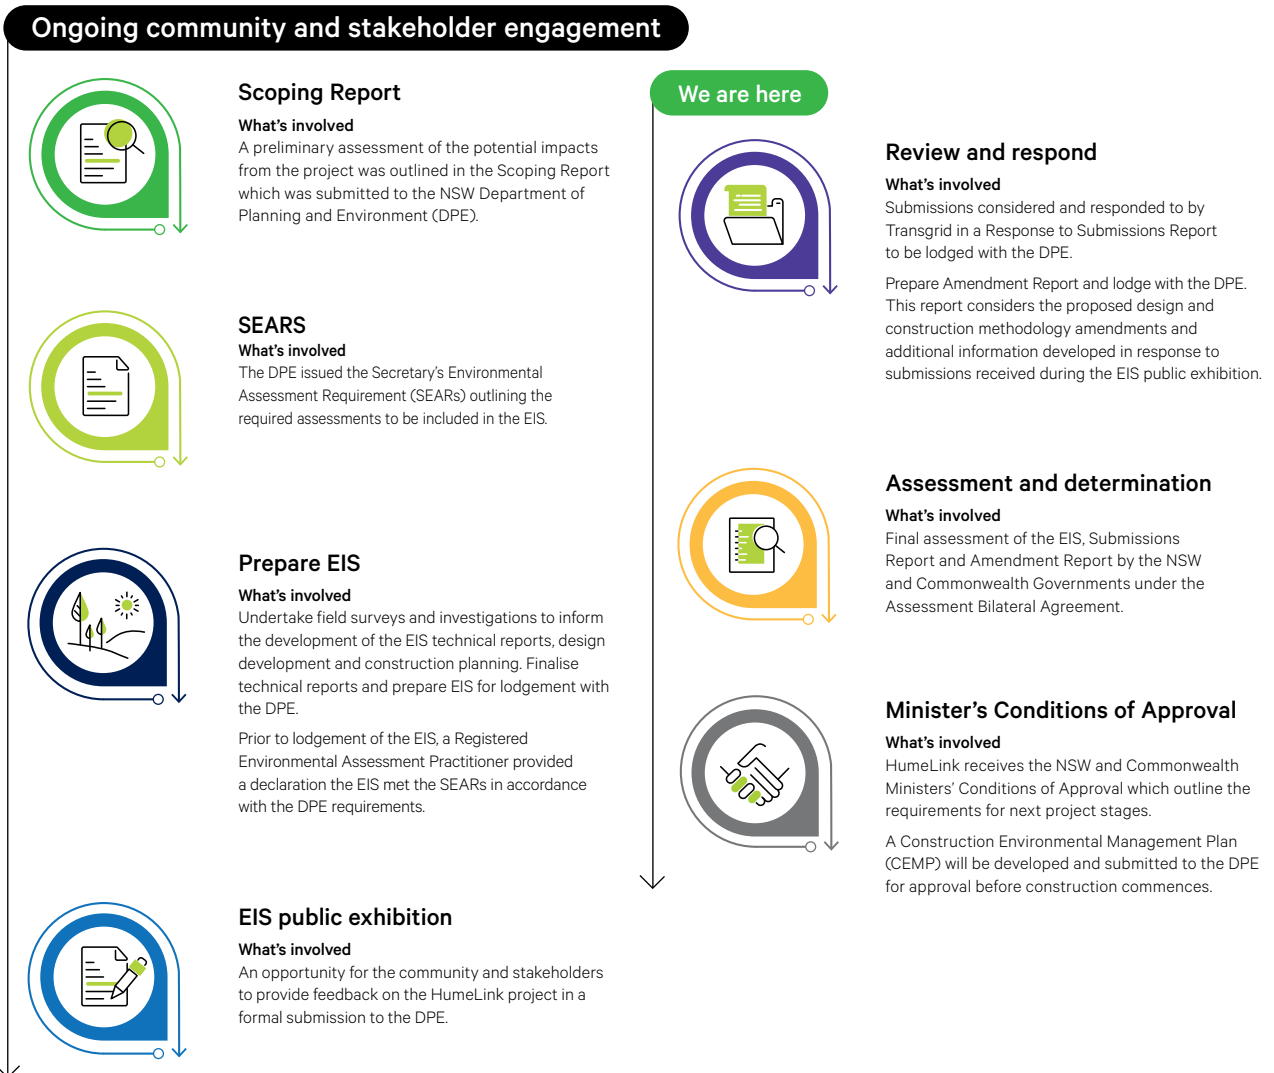 Ongoing community and stakeholder engagement
Scoping Report
What's involved
A preliminary assessment of the potential impacts
from the project was outlined in the Scoping Report
which was submitted to the NSW Department of
Planning and Environment (DPE).
SEARS
What's involved
The DPE issued the Secretary's Environmental
Assessment Requirement (SEARs) outlining the
required assessments to be included in the EIS.
Prepare EIS
What's involved
Undertake field surveys and investigations to inform
the development of the EIS technical reports, design
development and construction planning. Finalise
technical reports and prepare EIS for lodgement with
the DPE.
Prior to lodgement of the EIS, a Registered
Environmental Assessment Practitioner provided
a declaration the EIS met the SEARs in accordance
with the DPE requirements.
EIS public exhibition
What's involved
An opportunity for the community and stakeholders
to provide feedback on the HumeLink project in a
formal submission to the DPE.
We are here
Review and respond
What's involved
Submissions considered and responded to by
Transgrid in a Response to Submissions Report
to be lodged with the DPE.
Prepare Amendment Report and lodge with the DPE.
This report considers the proposed design and
construction methodology amendments and
additional information developed in response to
submissions received during the EIS public exhibition.
Assessment and determination
What's involved
Final assessment of the EIS, Submissions
Report and Amendment Report by the NSW
and Commonwealth Governments under the
Assessment Bilateral Agreement.
Minister's Conditions of Approval
What's involved
HumeLink receives the NSW and Commonwealth
Ministers' Conditions of Approval which outline the
requirements for next project stages.
A Construction Environmental Management Plan
(CEMP) will be developed and submitted to the DPE
for approval before construction commences.